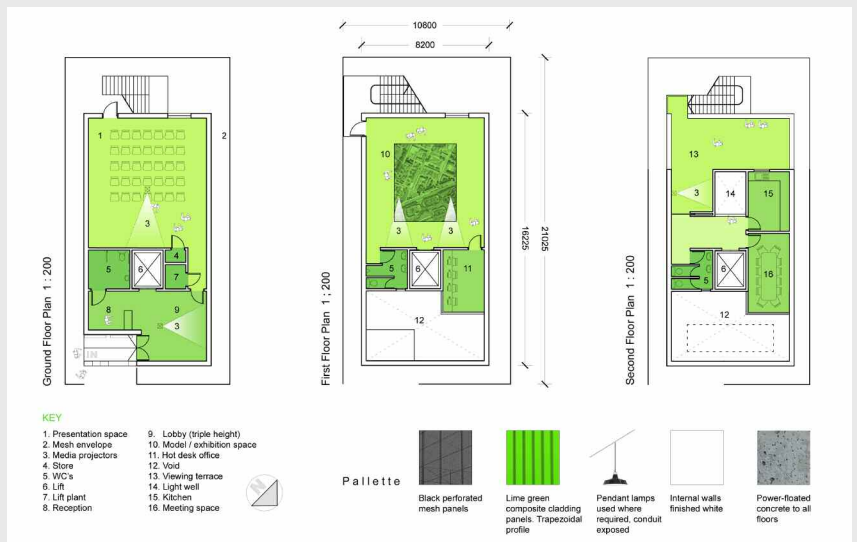 10800
8200
Ground Floor Plan 1 : 200
1
2
3
4
5
6
7
8
9
3
IN
First Floor Plan 1 ; 200
10
3
3
5
6
11
12
16225
21025
Second Floor Plan 1 : 200
13
3
14
15
5
6
16
12
KEY
1. Presentation space
2. Mesh envelope
3. Media projectors
4. Store
5. WC's
6. Lift
7. Lift plant
8. Reception
9. Lobby (triple height)
10. Model / exhibition space
11. Hot desk office
12. Void
13. Viewing terrace
14. Light well
15. Kitchen
16. Meeting space
N
Pallette
Black perforated
mesh panels
Lime green
composite cladding
panels. Trapezoidal
profile
Pendant lamps
used where
required, conduit
exposed
Internal walls
finished white
Power-floated
concrete to all
floors